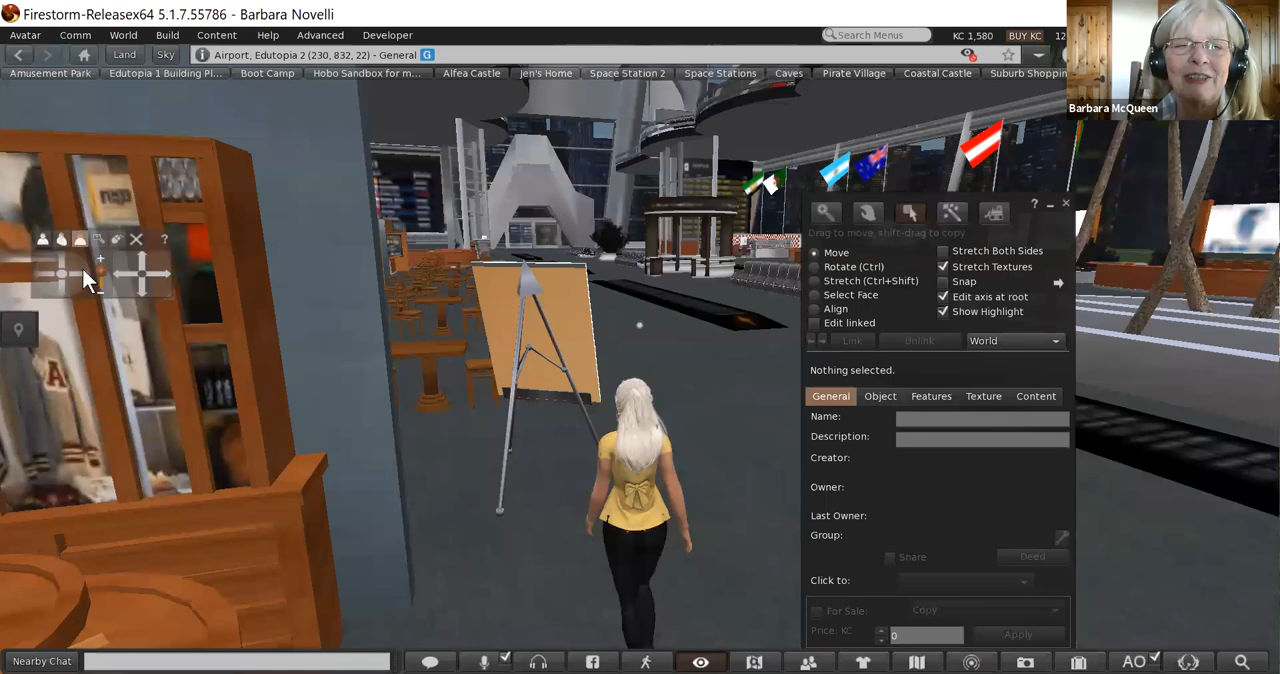 Firestorm-Releasex64 5.1.7.55786 - Barbara Novelli
Avatar Comm World Build Content Help Advanced Developer Search Menus KC 1,580 BUY KC 12
Land Sky Airport, Edutopia 2 (230, 832, 22) - General G
Amusement Park Edutopia 1 Building Pl... Boot Camp Hobo Sandbox for m... Alfea Castle Jen's Home Space Station 2 Space Stations Caves Pirate Village Coastal Castle Suburb Shoppin
Barbara McQueen
A
?
+
-
? _ ×
Drag to move, shift-drag to copy
Move Stretch Both Sides
Rotate (Ctrl) Stretch Textures
Stretch (Ctrl+Shift) Snap
Select Face Edit axis at root
Align Show Highlight
Edit linked
Link Unlink World
Nothing selected.
General Object Features Texture Content
Name:
Description:
Creator:
Owner:
Last Owner:
Group:
Share Deed
Click to:
For Sale: Copy
Price: KC 0 Apply
Nearby Chat AO